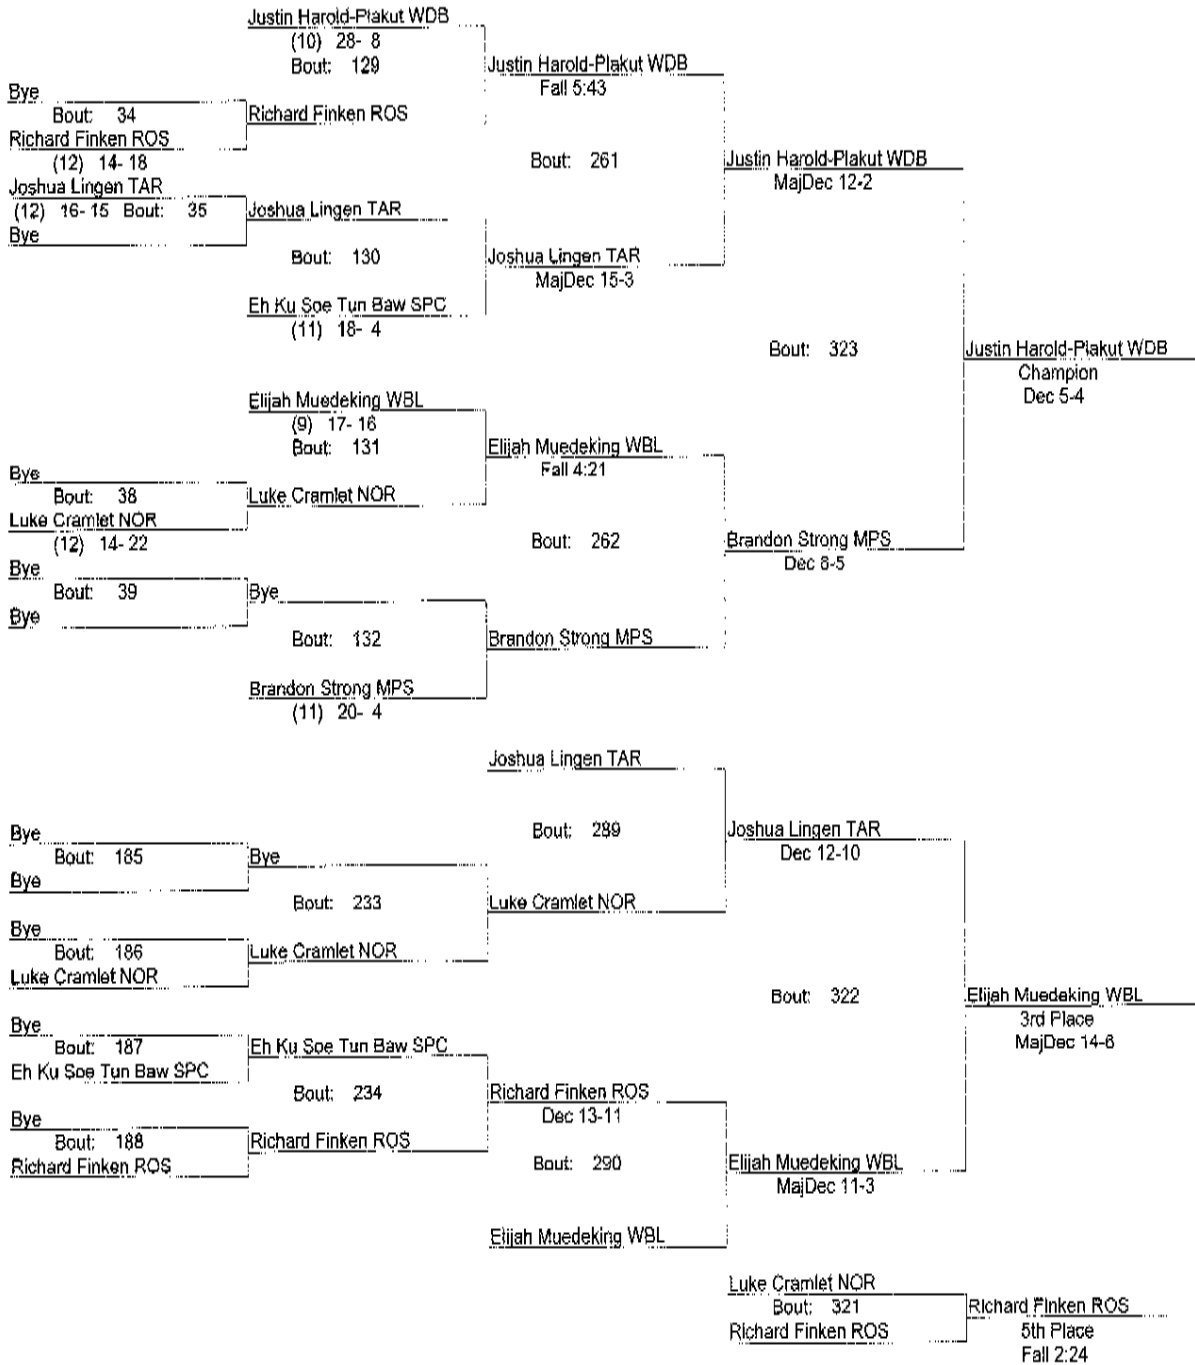 Justin Harold-Plakut WDB
(10) 28- 8
Bout: 129
Justin Harold-Plakut WDB
Fall 5:43
Bye
Bout: 34
Richard Finken ROS
Richard Finken ROS
(12) 14- 18
Bout: 261
Justin Harold-Plakut WDB
MajDec 12-2
Joshua Lingen TAR
(12) 16- 15 Bout: 35
Joshua Lingen TAR
Bye
Bout: 130
Joshua Lingen TAR
MajDec 15-3
Eh Ku Soe Tun Baw SPC
(11) 18- 4
Bout: 323
Justin Harold-Plakut WDB
Champion
Dec 5-4
Elijah Muedeking WBL
(9) 17- 16
Bout: 131
Elijah Muedeking WBL
Fall 4:21
Bye
Bout: 38
Luke Cramlet NOR
Luke Cramlet NOR
(12) 14- 22
Bout: 262
Brandon Strong MPS
Dec 8-5
Bye
Bout: 39
Bye
Bye
Bout: 132
Brandon Strong MPS
Brandon Strong MPS
(11) 20- 4
Joshua Lingen TAR
Bout: 289
Joshua Lingen TAR
Dec 12-10
Bye
Bout: 185
Bye
Bye
Bout: 233
Luke Cramlet NOR
Bye
Bout: 186
Luke Cramlet NOR
Luke Cramlet NOR
Bout: 322
Elijah Muedeking WBL
3rd Place
MajDec 14-6
Bye
Bout: 187
Eh Ku Soe Tun Baw SPC
Eh Ku Soe Tun Baw SPC
Bout: 234
Richard Finken ROS
Dec 13-11
Bye
Bout: 188
Richard Finken ROS
Richard Finken ROS
Bout: 290
Elijah Muedeking WBL
MajDec 11-3
Elijah Muedeking WBL
Luke Cramlet NOR
Bout: 321
Richard Finken ROS
Richard Finken ROS
5th Place
Fall 2:24